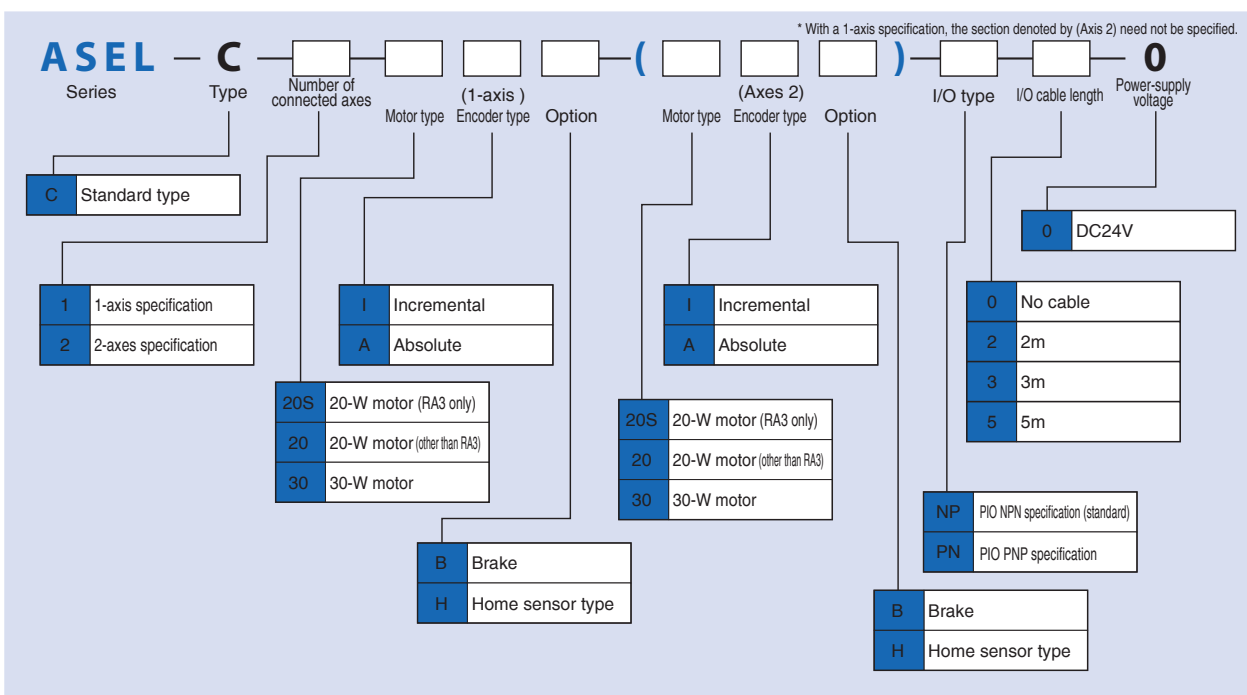 * With a 1-axis specification, the section denoted by (Axis 2) need not be specified.
ASEL – C – – ( ) – – – 0
Series
Type
Number of
connected axes
(1-axis )
Motor type
Encoder type
Option
(Axes 2)
Motor type
Encoder type
Option
I/O type
I/O cable length
Power-supply
voltage
C Standard type
0 DC24V
1 1-axis specification
2 2-axes specification
I Incremental
A Absolute
I Incremental
A Absolute
0 No cable
2 2m
3 3m
5 5m
20S 20-W motor (RA3 only)
20 20-W motor (other than RA3)
30 30-W motor
20S 20-W motor (RA3 only)
20 20-W motor (other than RA3)
30 30-W motor
NP PIO NPN specification (standard)
PN PIO PNP specification
B Brake
H Home sensor type
B Brake
H Home sensor type